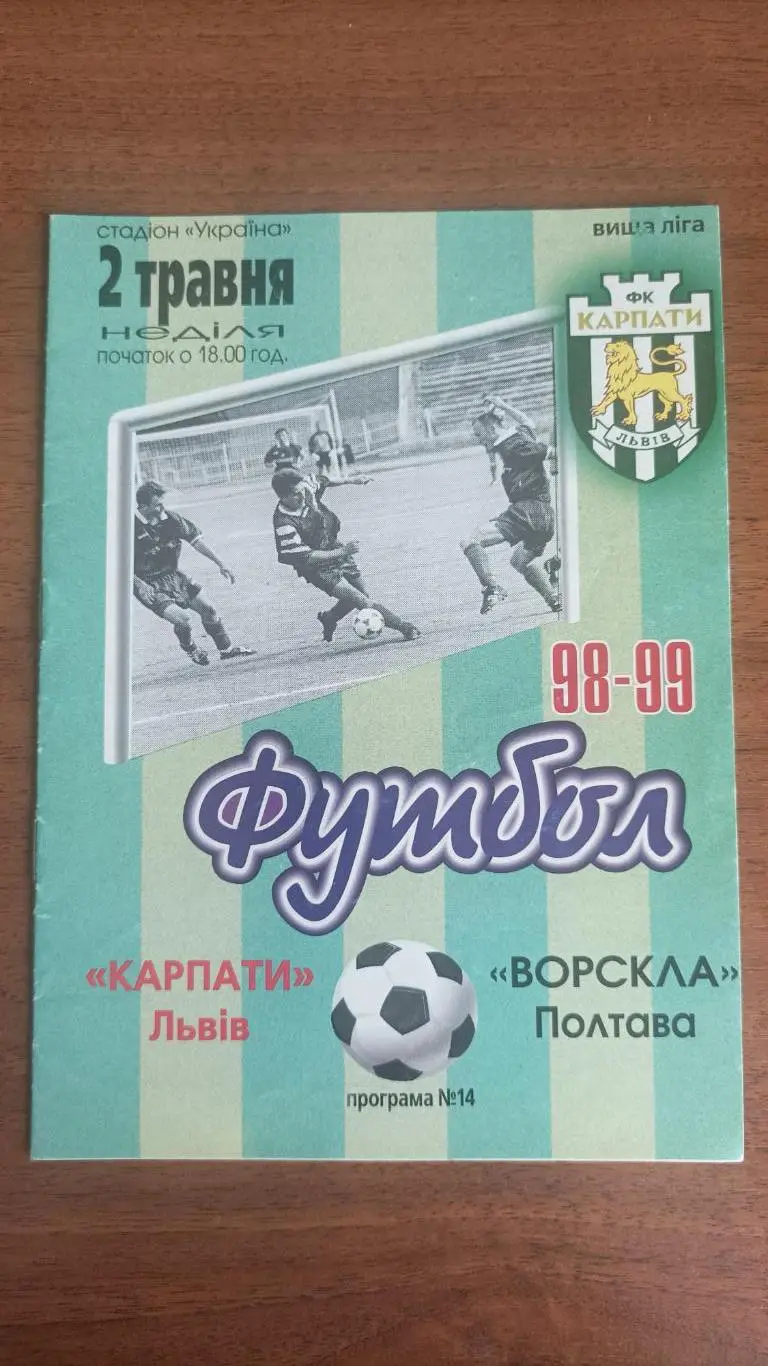 стадіон «Україна»
2 травня
неділя
початок о 18.00 год.
вища ліга
ФК
КАРПАТИ
ЛЬВІВ
98-99
Футбол
«КАРПАТИ»
Львів
«ВОРСКЛА»
Полтава
програма №14